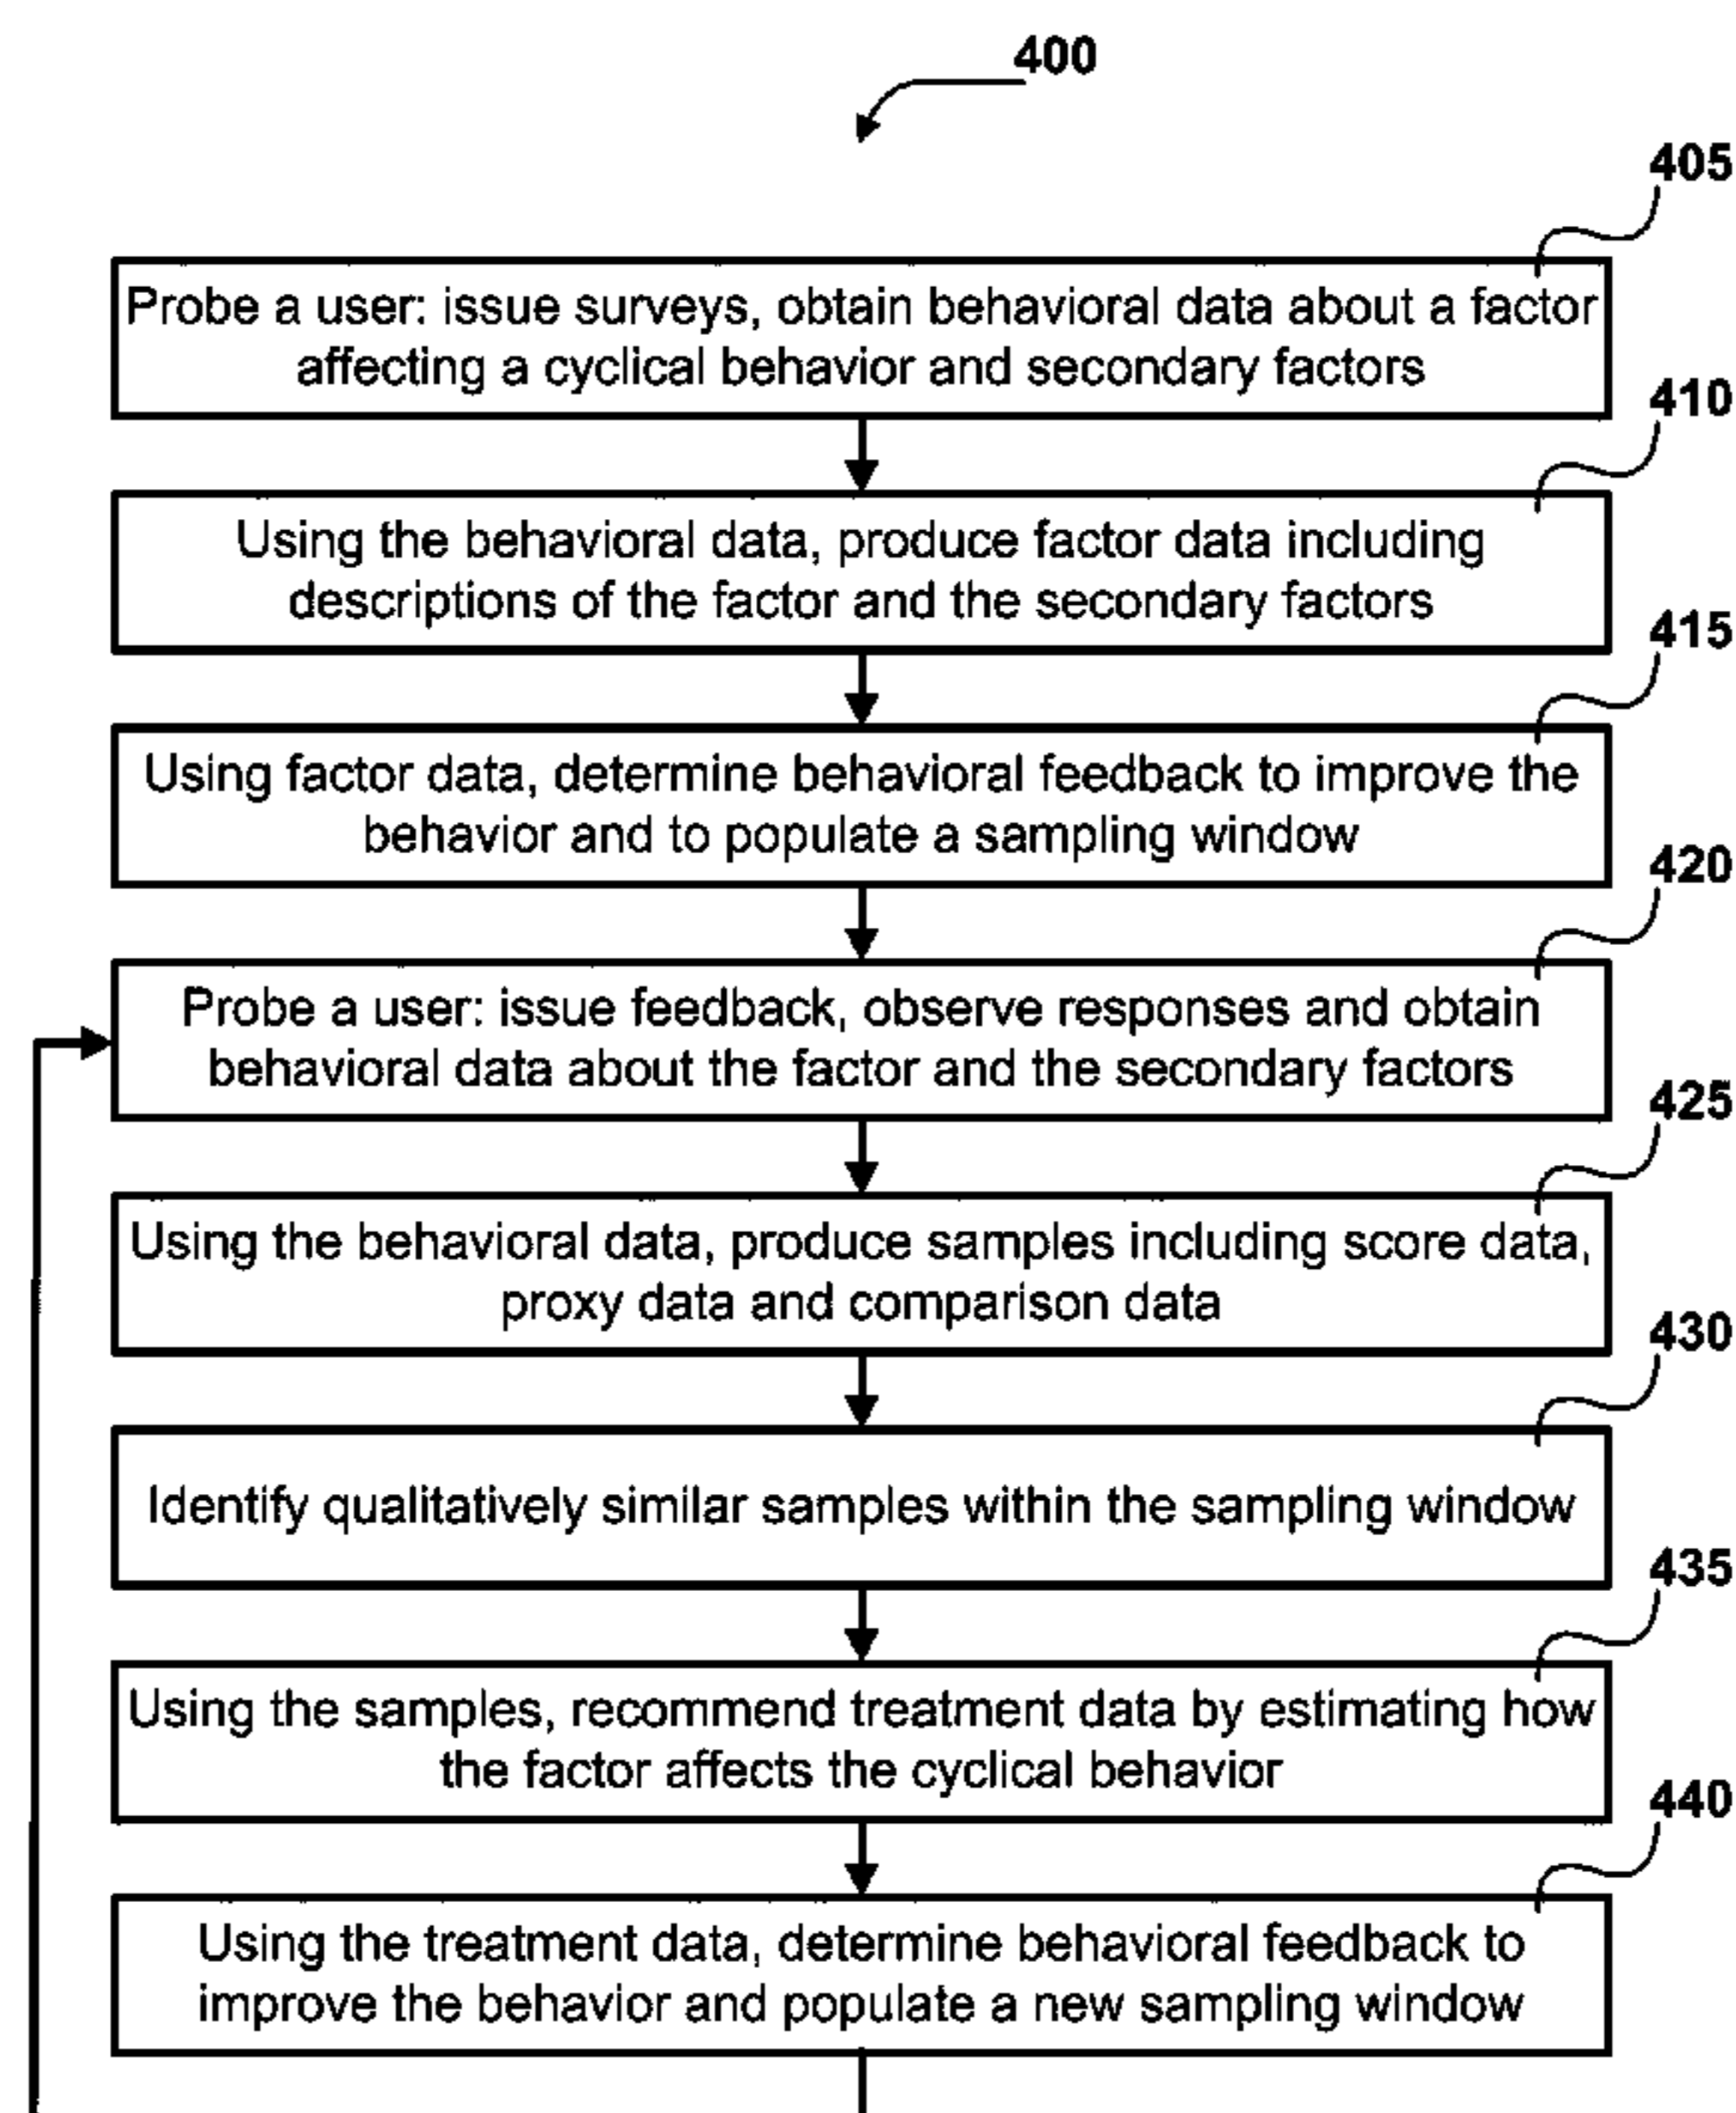 400
405
Probe a user: issue surveys, obtain behavioral data about a factor
affecting a cyclical behavior and secondary factors
410
Using the behavioral data, produce factor data including
descriptions of the factor and the secondary factors
415
Using factor data, determine behavioral feedback to improve the
behavior and to populate a sampling window
420
Probe a user: issue feedback, observe responses and obtain
behavioral data about the factor and the secondary factors
425
Using the behavioral data, produce samples including score data,
proxy data and comparison data
430
Identify qualitatively similar samples within the sampling window
435
Using the samples, recommend treatment data by estimating how
the factor affects the cyclical behavior
440
Using the treatment data, determine behavioral feedback to
improve the behavior and populate a new sampling window